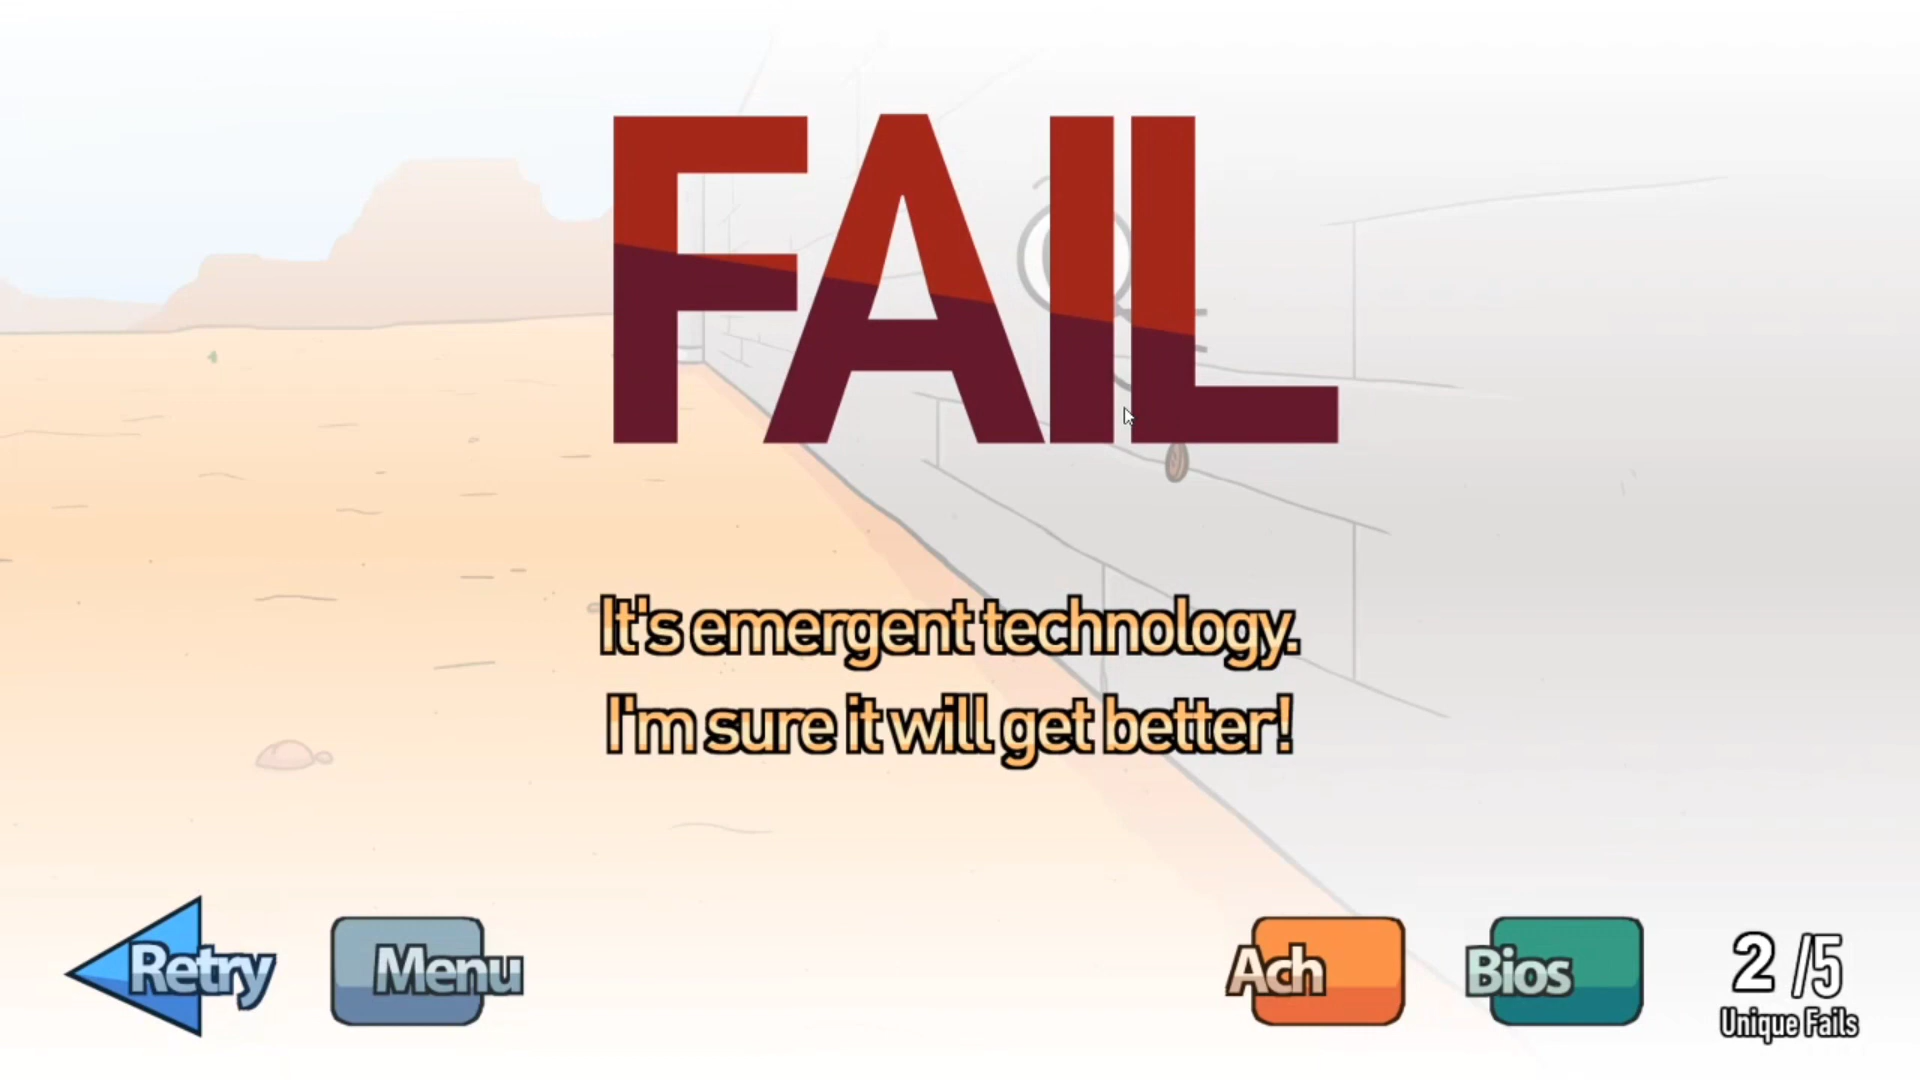 FAIL
It's emergent technology.
I'm sure it will get better!
Retry
Menu
Ach
Bios
2/5
Unique Fails